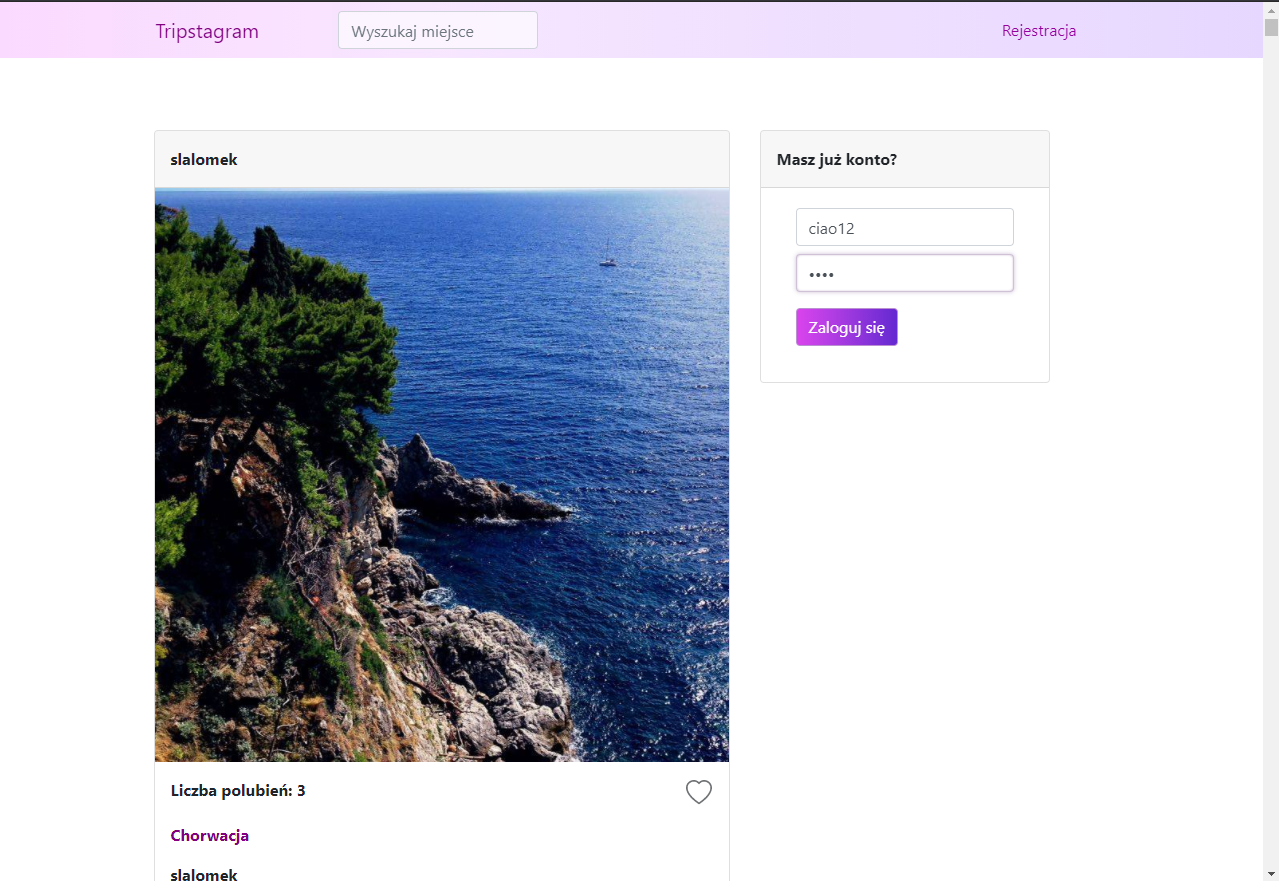 Tripstagram
Wyszukaj miejsce
Rejestracja
slalomek
Liczba polubień: 3
Chorwacja
slalomek
Masz już konto?
ciao12
••••
Zaloguj się